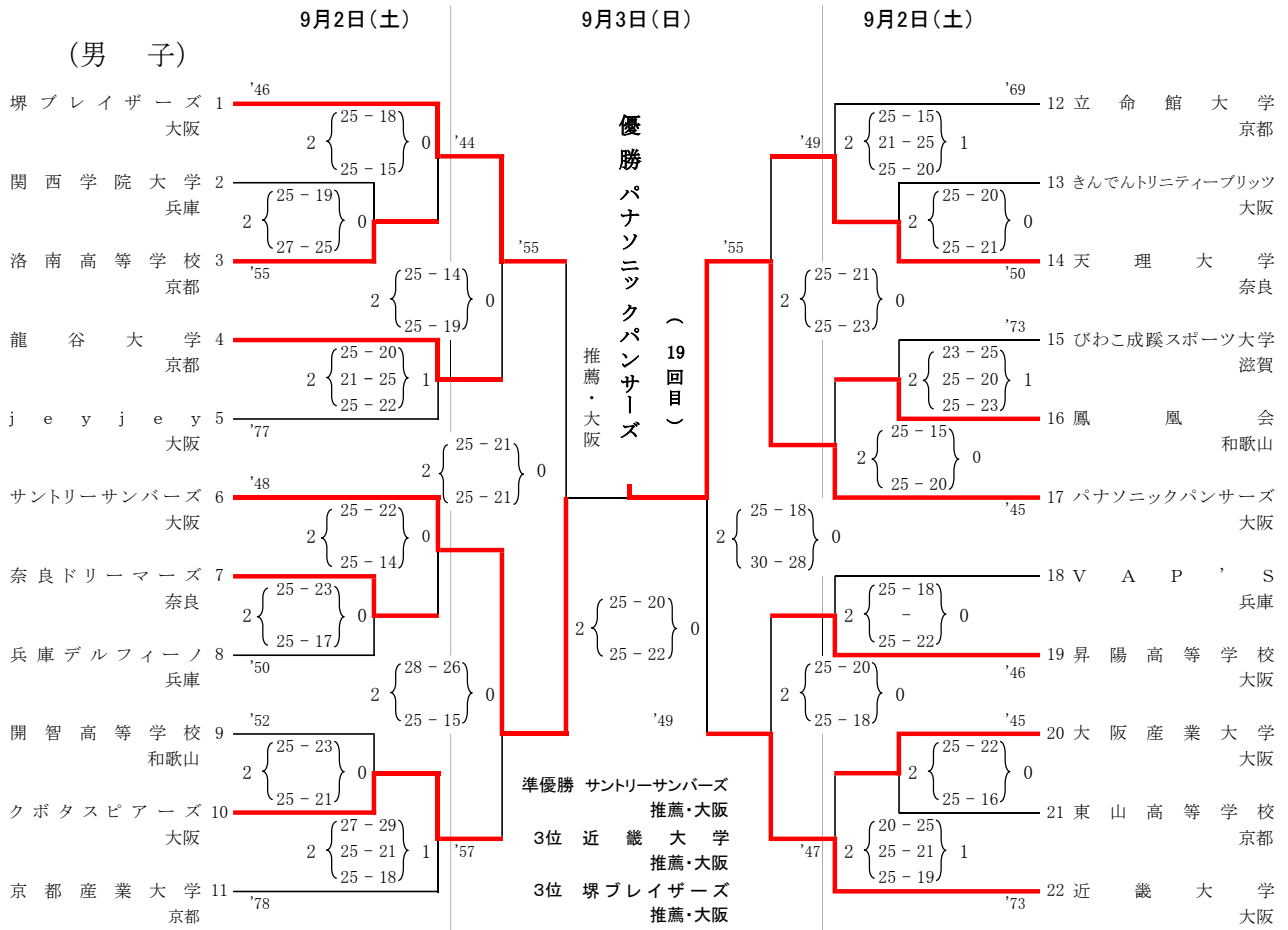 9月2日(土)
9月3日(日)
9月2日(土)
(男 子)
堺ブレイザーズ 1
大阪
'46
2 25-18 0
25-15
'44
関西学院大学 2
兵庫
2 25-19 0
27-25
洛南高等学校 3
京都
'55
'55
2 25-14 0
25-19
龍谷大学 4
京都
2 25-20 1
21-25
25-22
jeyjey 5
大阪
'77
2 25-21 0
25-21
サントリーサンバーズ 6
大阪
'48
2 25-22 0
25-14
奈良ドリーマーズ 7
奈良
2 25-23 0
25-17
兵庫デルフィーノ 8
兵庫
'50
2 28-26 0
25-15
開智高等学校 9
和歌山
'52
2 25-23 0
25-21
クボタスピアーズ 10
大阪
2 27-29 1
25-21
25-18
'57
京都産業大学 11
京都
'78
優勝 パナソニックパンサーズ
(19回目)
推薦・大阪
2 25-20 0
25-22
'49
準優勝 サントリーサンバーズ
推薦・大阪
3位 近畿大学
推薦・大阪
3位 堺ブレイザーズ
推薦・大阪
'69
12 立命館大学
京都
'49
2 25-15 1
21-25
25-20
13 きんでんトリニティーブリッツ
大阪
2 25-20 0
25-21
14 天理大学
奈良
'50
'55
2 25-21 0
25-23
'73
15 びわこ成蹊スポーツ大学
滋賀
2 23-25 1
25-20
25-23
16 鳳凰会
和歌山
2 25-15 0
25-20
17 パナソニックパンサーズ
大阪
'45
2 25-18 0
30-28
18 VAP'S
兵庫
2 25-18 0
-
25-22
19 昇陽高等学校
大阪
'46
2 25-20 0
25-18
'45
20 大阪産業大学
大阪
2 25-22 0
25-16
21 東山高等学校
京都
'47
2 20-25 1
25-21
25-19
22 近畿大学
大阪
'73